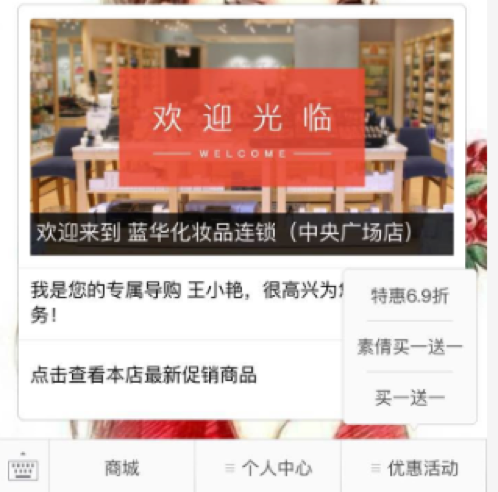 欢迎光临
WELCOME
欢迎来到 蓝华化妆品连锁（中央广场店）
我是您的专属导购 王小艳，很高兴为
务！
点击查看本店最新促销商品
特惠6.9折
素倩买一送一
买一送一
商城
个人中心
优惠活动